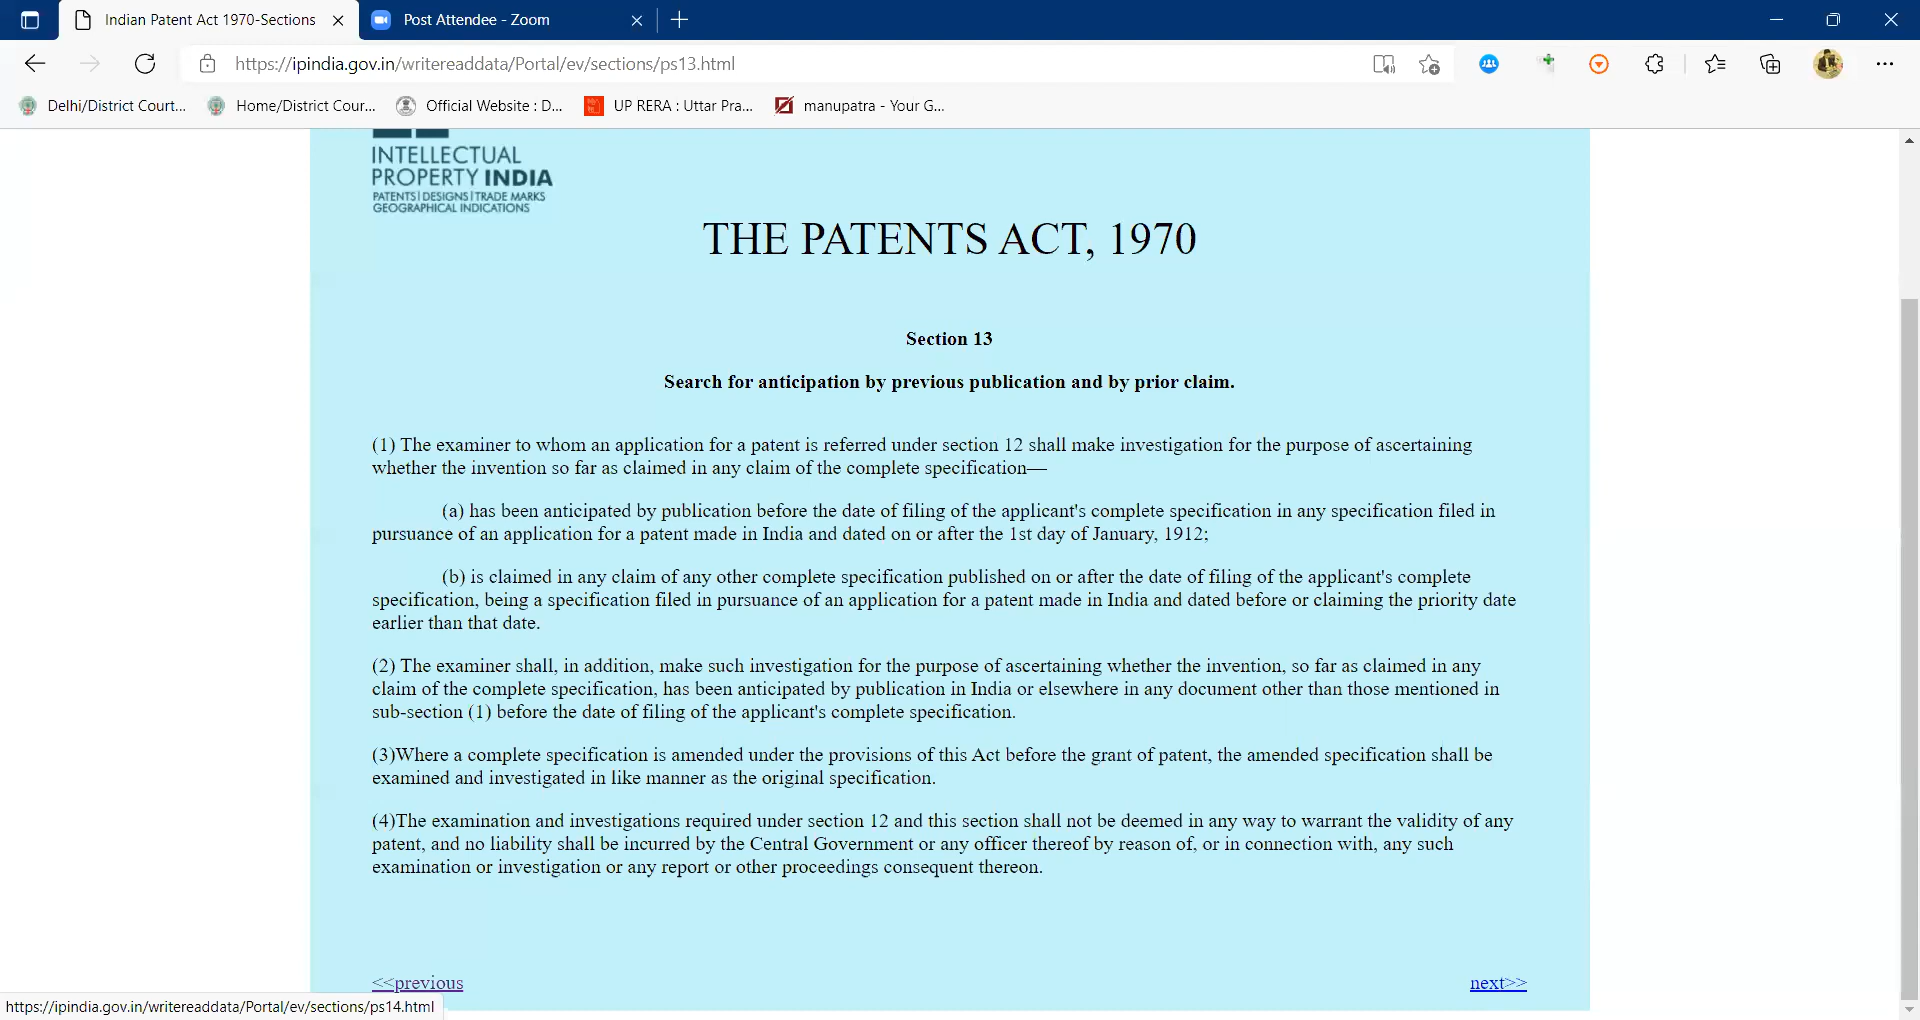 Indian Patent Act 1970-Sections
Post Attendee - Zoom
https://ipindia.gov.in/writereaddata/Portal/ev/sections/ps13.html
Delhi/District Court...
Home/District Cour...
Official Website : D...
UP RERA : Uttar Pra...
manupatra - Your G...
INTELLECTUAL
PROPERTY INDIA
PATENTS | DESIGNS | TRADE MARKS
GEOGRAPHICAL INDICATIONS
THE PATENTS ACT, 1970
Section 13
Search for anticipation by previous publication and by prior claim.
(1) The examiner to whom an application for a patent is referred under section 12 shall make investigation for the purpose of ascertaining
whether the invention so far as claimed in any claim of the complete specification—
(a) has been anticipated by publication before the date of filing of the applicant's complete specification in any specification filed in
pursuance of an application for a patent made in India and dated on or after the 1st day of January, 1912;
(b) is claimed in any claim of any other complete specification published on or after the date of filing of the applicant's complete
specification, being a specification filed in pursuance of an application for a patent made in India and dated before or claiming the priority date
earlier than that date.
(2) The examiner shall, in addition, make such investigation for the purpose of ascertaining whether the invention, so far as claimed in any
claim of the complete specification, has been anticipated by publication in India or elsewhere in any document other than those mentioned in
sub-section (1) before the date of filing of the applicant's complete specification.
(3)Where a complete specification is amended under the provisions of this Act before the grant of patent, the amended specification shall be
examined and investigated in like manner as the original specification.
(4)The examination and investigations required under section 12 and this section shall not be deemed in any way to warrant the validity of any
patent, and no liability shall be incurred by the Central Government or any officer thereof by reason of, or in connection with, any such
examination or investigation or any report or other proceedings consequent thereon.
<<previous
next>>
https://ipindia.gov.in/writereaddata/Portal/ev/sections/ps14.html